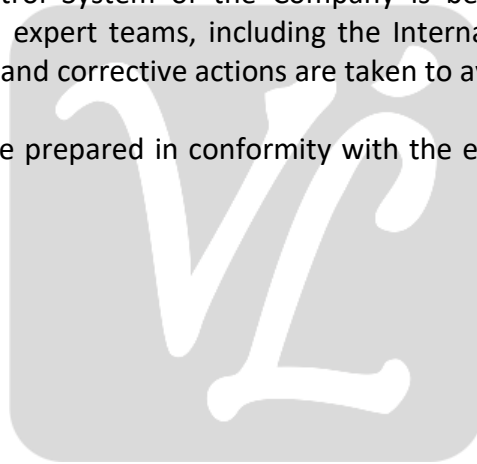 trol System of the Company is be
expert teams, including the Interna
and corrective actions are taken to av
e prepared in conformity with the e
VL